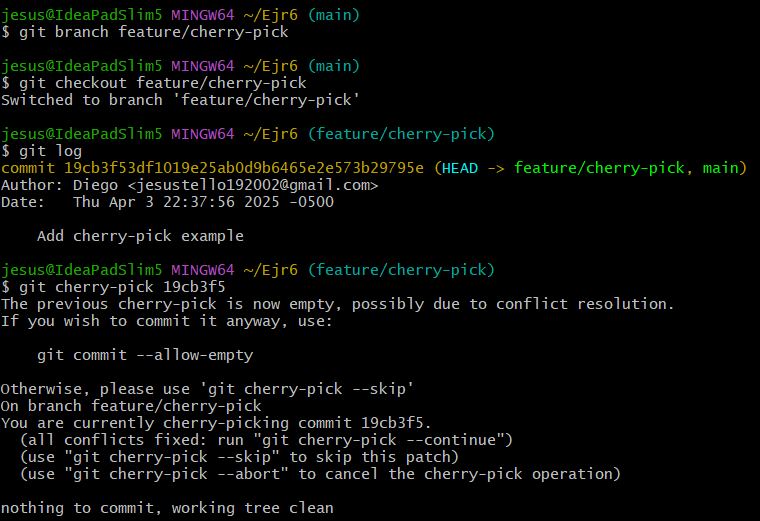 jesus@IdeaPadSlim5 MINGW64 ~/Ejr6 (main)
$ git branch feature/cherry-pick

jesus@IdeaPadSlim5 MINGW64 ~/Ejr6 (main)
$ git checkout feature/cherry-pick
Switched to branch 'feature/cherry-pick'

jesus@IdeaPadSlim5 MINGW64 ~/Ejr6 (feature/cherry-pick)
$ git log
commit 19cb3f53df1019e25ab0d9b6465e2e573b29795e (HEAD -> feature/cherry-pick, main)
Author: Diego <jesustello192002@gmail.com>
Date:   Thu Apr 3 22:37:56 2025 -0500

    Add cherry-pick example

jesus@IdeaPadSlim5 MINGW64 ~/Ejr6 (feature/cherry-pick)
$ git cherry-pick 19cb3f5
The previous cherry-pick is now empty, possibly due to conflict resolution.
If you wish to commit it anyway, use:

    git commit --allow-empty

Otherwise, please use 'git cherry-pick --skip'
On branch feature/cherry-pick
You are currently cherry-picking commit 19cb3f5.
  (all conflicts fixed: run "git cherry-pick --continue")
  (use "git cherry-pick --skip" to skip this patch)
  (use "git cherry-pick --abort" to cancel the cherry-pick operation)

nothing to commit, working tree clean